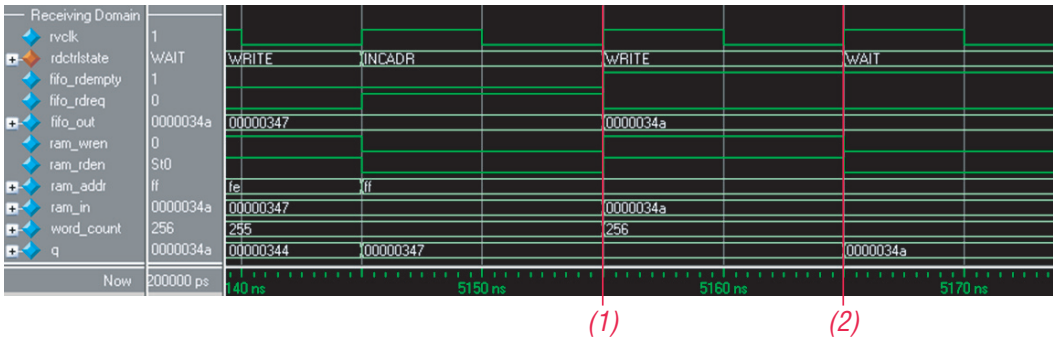 Receiving Domain
rvclk 1
rdctrlstate WAIT WRITE INCADR WRITE WAIT
fifo_rdempty 1
fifo_rdreq 0
fifo_out 0000034a 00000347 0000034a
ram_wren 0
ram_rden St0
ram_addr ff fe ff
ram_in 0000034a 00000347 0000034a
word_count 256 255 256
q 0000034a 00000344 00000347 0000034a
Now 200000 ps 140 ns 5150 ns 5160 ns 5170 ns
(1) (2)